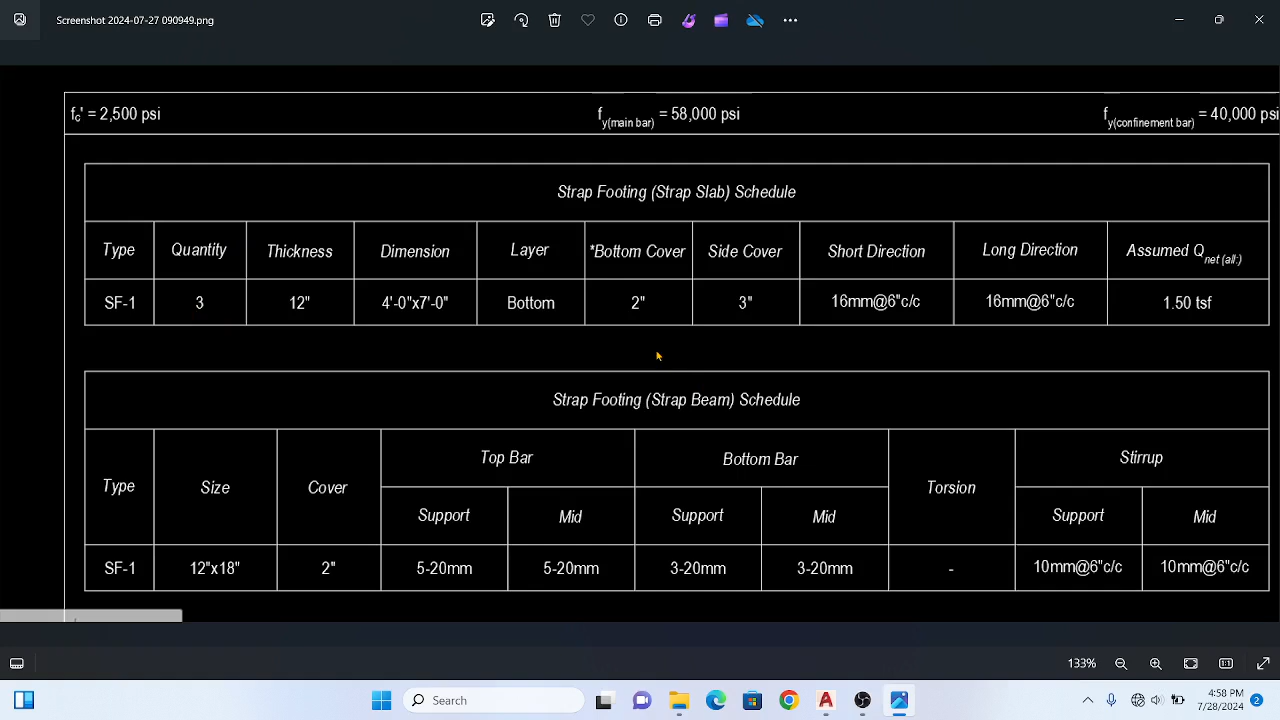 Screenshot 2024-07-27 090949.png
fc' = 2,500 psi fy(main bar) = 58,000 psi fy(confinement bar) = 40,000 psi
Strap Footing (Strap Slab) Schedule
Type Quantity Thickness Dimension Layer *Bottom Cover Side Cover Short Direction Long Direction Assumed Qnet (all:)
SF-1 3 12" 4'-0"x7'-0" Bottom 2" 3" 16mm@6"c/c 16mm@6"c/c 1.50 tsf
Strap Footing (Strap Beam) Schedule
Type Size Cover Top Bar Bottom Bar Torsion Stirrup
Support Mid Support Mid Support Mid
SF-1 12"x18" 2" 5-20mm 5-20mm 3-20mm 3-20mm - 10mm@6"c/c 10mm@6"c/c
133%
Search
4:58 PM
7/28/2024
2